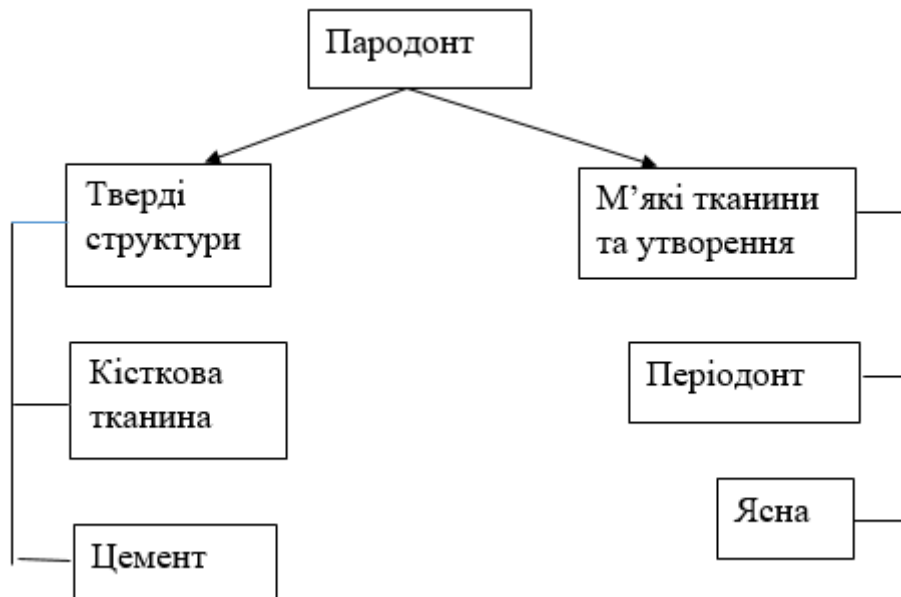 Пародонт
Тверді
структури
М’які тканини
та утворення
Кісткова
тканина
Періодонт
Ясна
Цемент